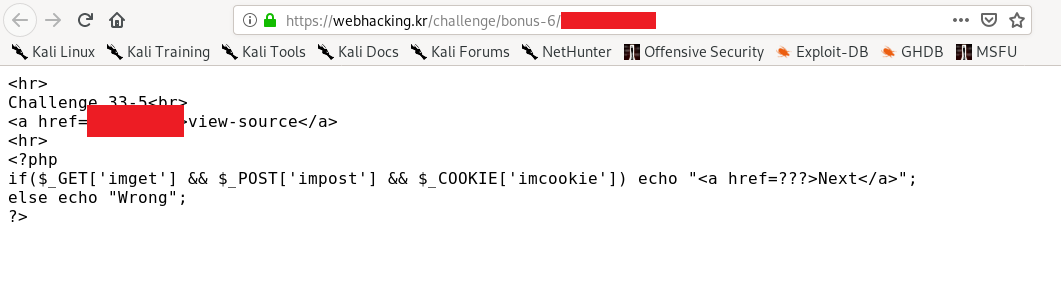 https://webhacking.kr/challenge/bonus-6/
Kali Linux Kali Training Kali Tools Kali Docs Kali Forums NetHunter Offensive Security Exploit-DB GHDB MSFU
<hr>
Challenge 33-5<br>
<a href= >view-source</a>
<hr>
<?php
if($_GET['imget'] && $_POST['impost'] && $_COOKIE['imcookie']) echo "<a href=???>Next</a>";
else echo "Wrong";
?>